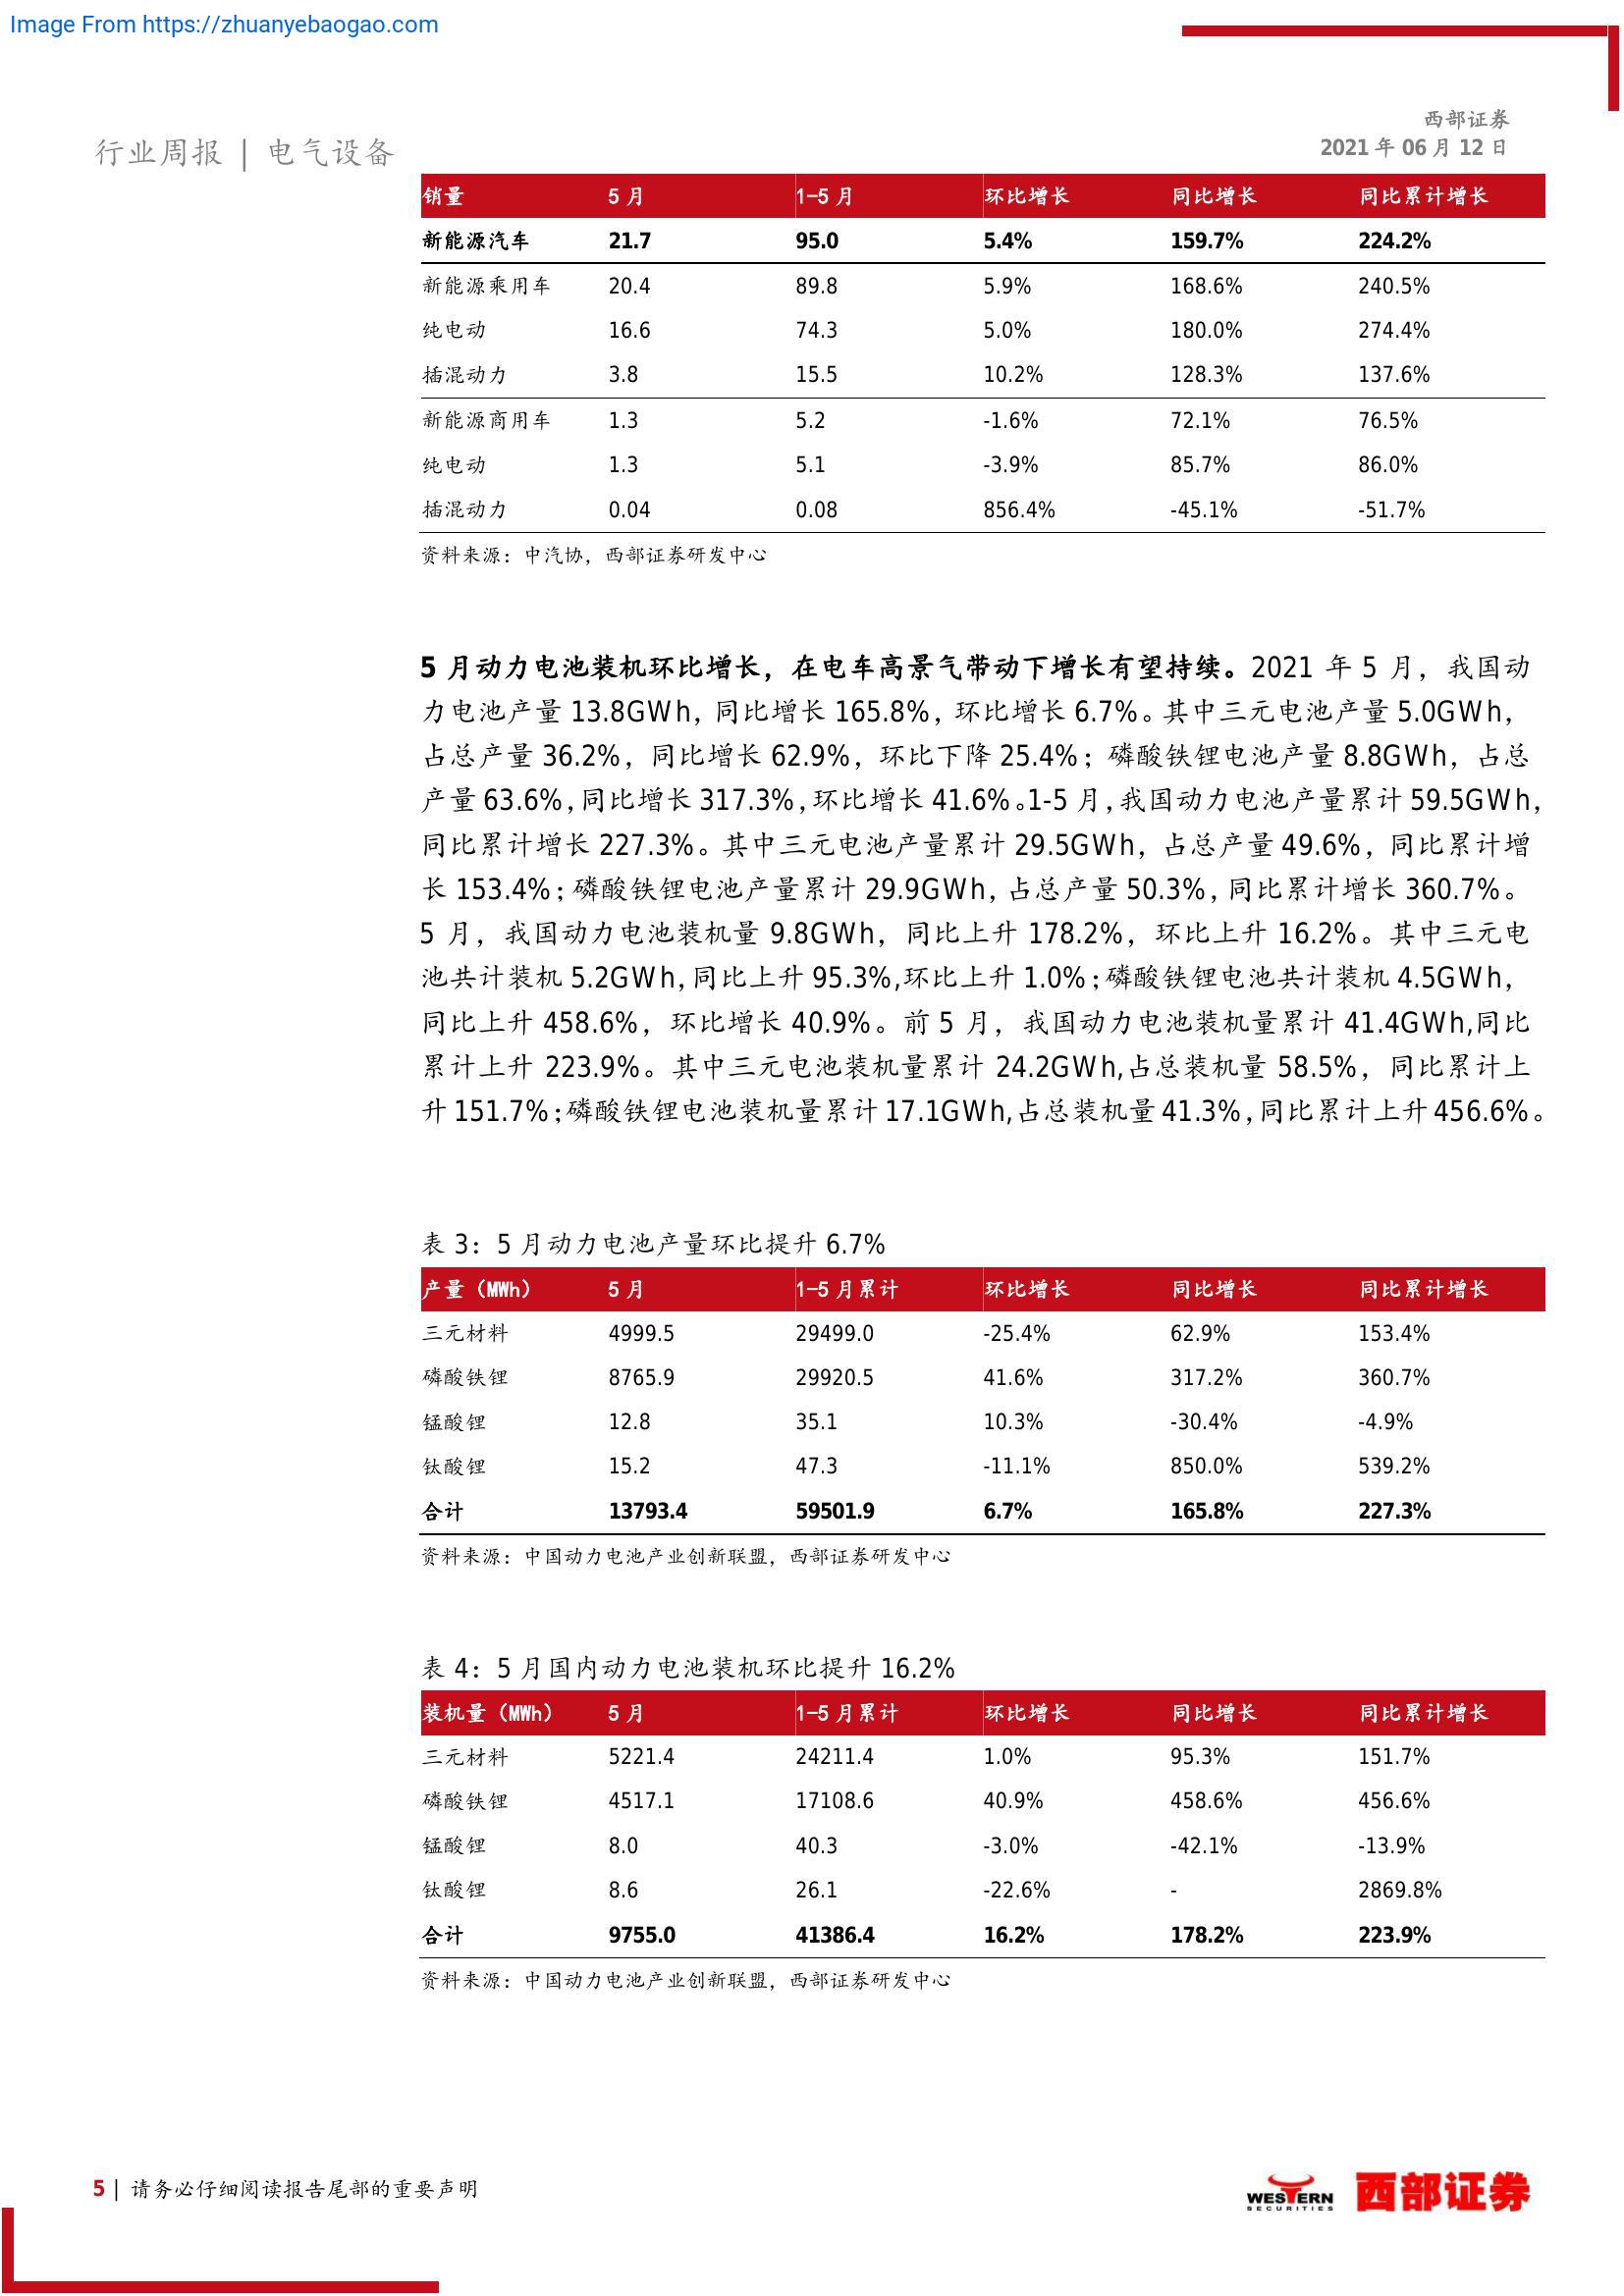 Image From https://zhuanyebaogao.com
西部证券
2021 年 06 月 12 日
行业周报 | 电气设备
销量 5 月 1-5 月 环比增长 同比增长 同比累计增长
新能源汽车 21.7 95.0 5.4% 159.7% 224.2%
新能源乘用车 20.4 89.8 5.9% 168.6% 240.5%
纯电动 16.6 74.3 5.0% 180.0% 274.4%
插混动力 3.8 15.5 10.2% 128.3% 137.6%
新能源商用车 1.3 5.2 -1.6% 72.1% 76.5%
纯电动 1.3 5.1 -3.9% 85.7% 86.0%
插混动力 0.04 0.08 856.4% -45.1% -51.7%
资料来源：中汽协，西部证券研发中心
5 月动力电池装机环比增长，在电车高景气带动下增长有望持续。2021 年 5 月，我国动
力电池产量 13.8GWh，同比增长 165.8%，环比增长 6.7%。其中三元电池产量 5.0GWh，
占总产量 36.2%，同比增长 62.9%，环比下降 25.4%；磷酸铁锂电池产量 8.8GWh，占总
产量 63.6%，同比增长 317.3%，环比增长 41.6%。1-5 月，我国动力电池产量累计 59.5GWh，
同比累计增长 227.3%。其中三元电池产量累计 29.5GWh，占总产量 49.6%，同比累计增
长 153.4%；磷酸铁锂电池产量累计 29.9GWh，占总产量 50.3%，同比累计增长 360.7%。
5 月，我国动力电池装机量 9.8GWh，同比上升 178.2%，环比上升 16.2%。其中三元电
池共计装机 5.2GWh,同比上升 95.3%,环比上升 1.0%；磷酸铁锂电池共计装机 4.5GWh，
同比上升 458.6%，环比增长 40.9%。前 5 月，我国动力电池装机量累计 41.4GWh,同比
累计上升 223.9%。其中三元电池装机量累计 24.2GWh,占总装机量 58.5%，同比累计上
升 151.7%；磷酸铁锂电池装机量累计 17.1GWh,占总装机量 41.3%，同比累计上升 456.6%。
表 3：5 月动力电池产量环比提升 6.7%
产量（MWh） 5 月 1-5 月累计 环比增长 同比增长 同比累计增长
三元材料 4999.5 29499.0 -25.4% 62.9% 153.4%
磷酸铁锂 8765.9 29920.5 41.6% 317.2% 360.7%
锰酸锂 12.8 35.1 10.3% -30.4% -4.9%
钛酸锂 15.2 47.3 -11.1% 850.0% 539.2%
合计 13793.4 59501.9 6.7% 165.8% 227.3%
资料来源：中国动力电池产业创新联盟，西部证券研发中心
表 4：5 月国内动力电池装机环比提升 16.2%
装机量（MWh） 5 月 1-5 月累计 环比增长 同比增长 同比累计增长
三元材料 5221.4 24211.4 1.0% 95.3% 151.7%
磷酸铁锂 4517.1 17108.6 40.9% 458.6% 456.6%
锰酸锂 8.0 40.3 -3.0% -42.1% -13.9%
钛酸锂 8.6 26.1 -22.6% - 2869.8%
合计 9755.0 41386.4 16.2% 178.2% 223.9%
资料来源：中国动力电池产业创新联盟，西部证券研发中心
5 | 请务必仔细阅读报告尾部的重要声明
WESTERN
SECURITIES
西部证券